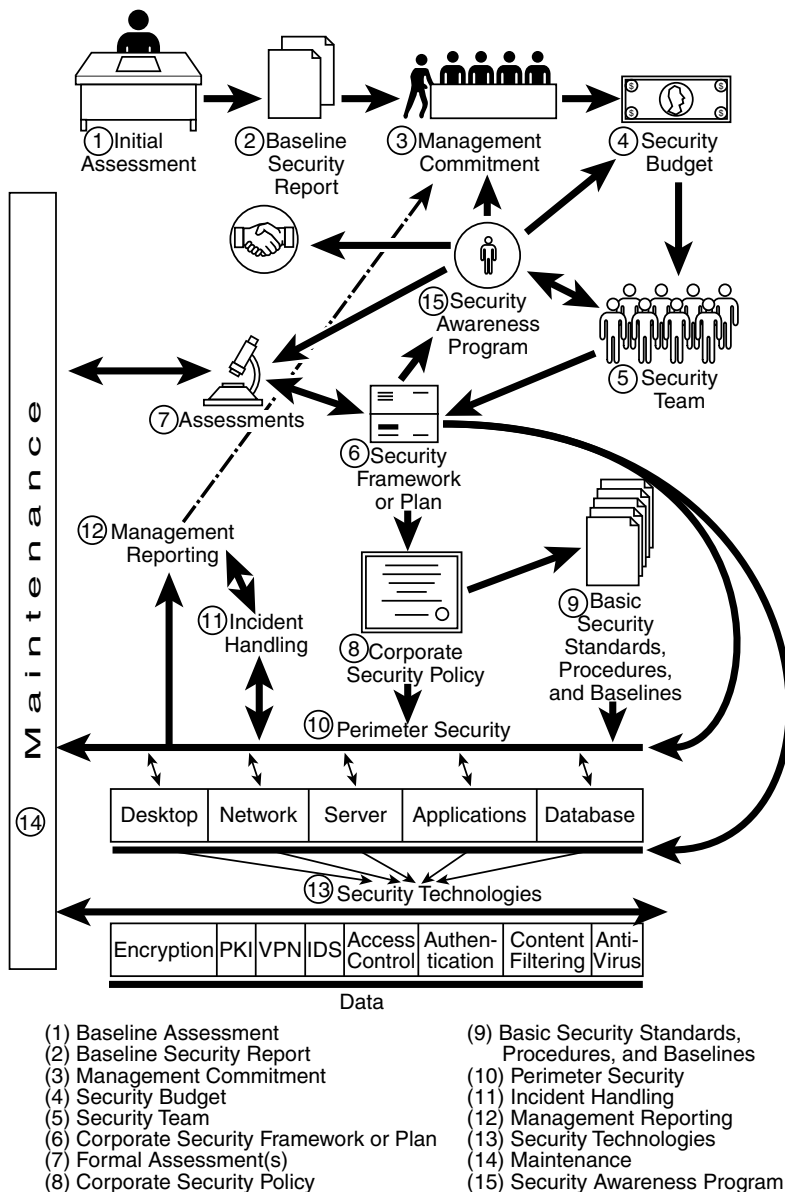 ① Initial
Assessment
② Baseline
Security
Report
③ Management
Commitment
④ Security
Budget
⑮ Security
Awareness
Program
⑤ Security
Team
⑦ Assessments
⑥ Security
Framework
or Plan
⑫ Management
Reporting
⑪ Incident
Handling
⑧ Corporate
Security Policy
⑨ Basic
Security
Standards,
Procedures,
and Baselines
Maintenance
⑭
⑩ Perimeter Security
Desktop Network Server Applications Database
⑬ Security Technologies
Encryption PKI VPN IDS Access Control Authen-tication Content Filtering Anti-Virus
Data
(1) Baseline Assessment
(2) Baseline Security Report
(3) Management Commitment
(4) Security Budget
(5) Security Team
(6) Corporate Security Framework or Plan
(7) Formal Assessment(s)
(8) Corporate Security Policy
(9) Basic Security Standards,
Procedures, and Baselines
(10) Perimeter Security
(11) Incident Handling
(12) Management Reporting
(13) Security Technologies
(14) Maintenance
(15) Security Awareness Program